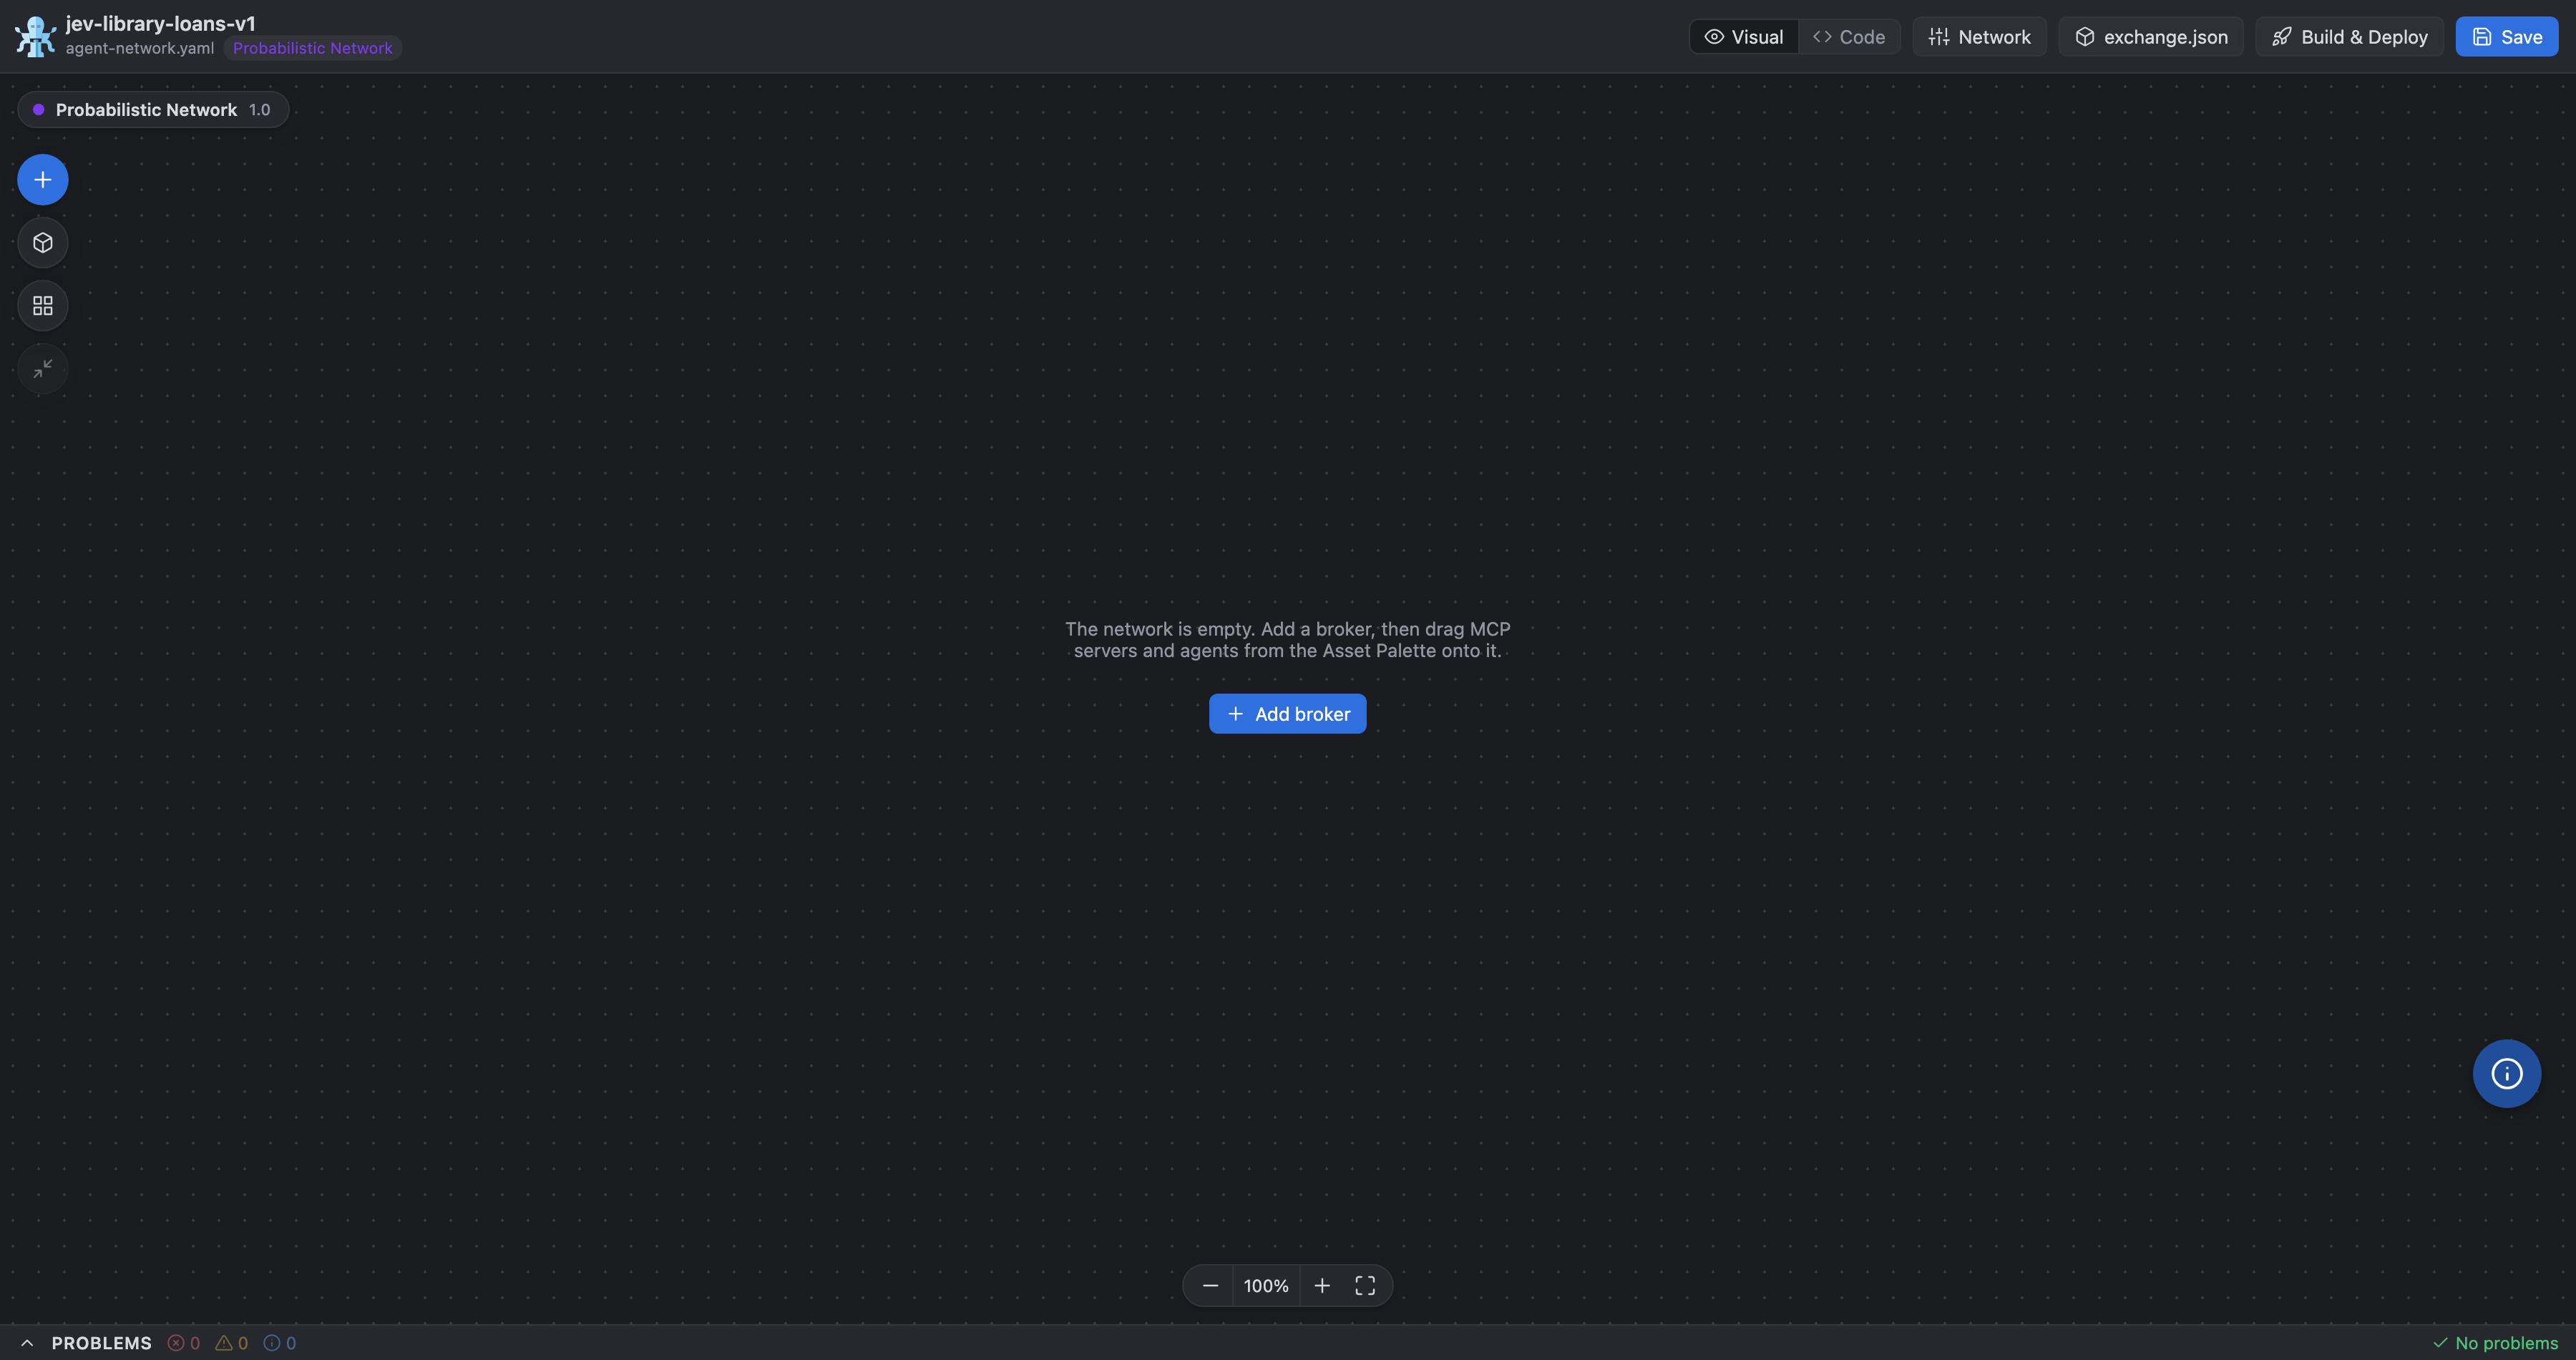 jev-library-loans-v1
agent-network.yaml Probabilistic Network
Visual
Code
Network
exchange.json
Build & Deploy
Save
Probabilistic Network 1.0
The network is empty. Add a broker, then drag MCP
servers and agents from the Asset Palette onto it.
Add broker
100%
PROBLEMS 0 0 0
No problems